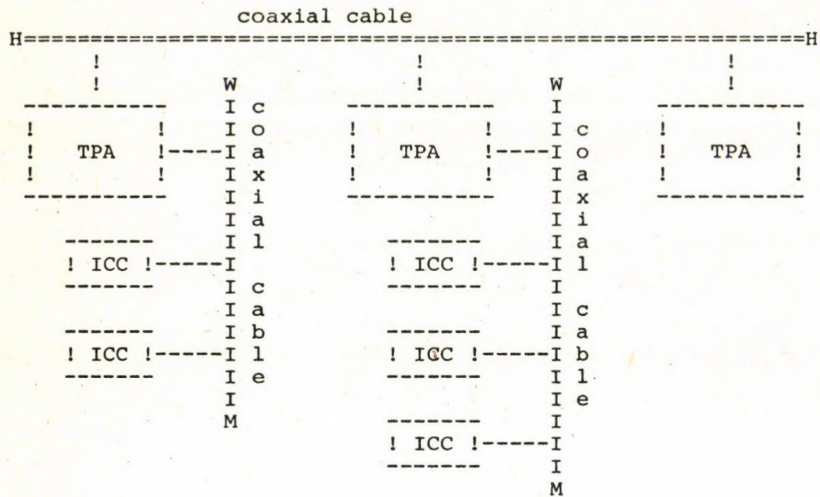 coaxial cable
H=======================================================H
! ! !
! W ! W !
----------- I c ----------- I -----------
! ! I o ! ! I c ! !
! TPA !----I a ! TPA !----I o ! TPA !
! ! I x ! ! I a ! !
----------- I i ----------- I x -----------
I a I i
------- I l ------- I a
! ICC !-----I ! ICC !-----I l
------- I c ------- I
I a I c
------- I b ------- I a
! ICC !-----I l ! ICC !-----I b
------- I e ------- I l
I I e
M ------- I
! ICC !-----I
------- I
M